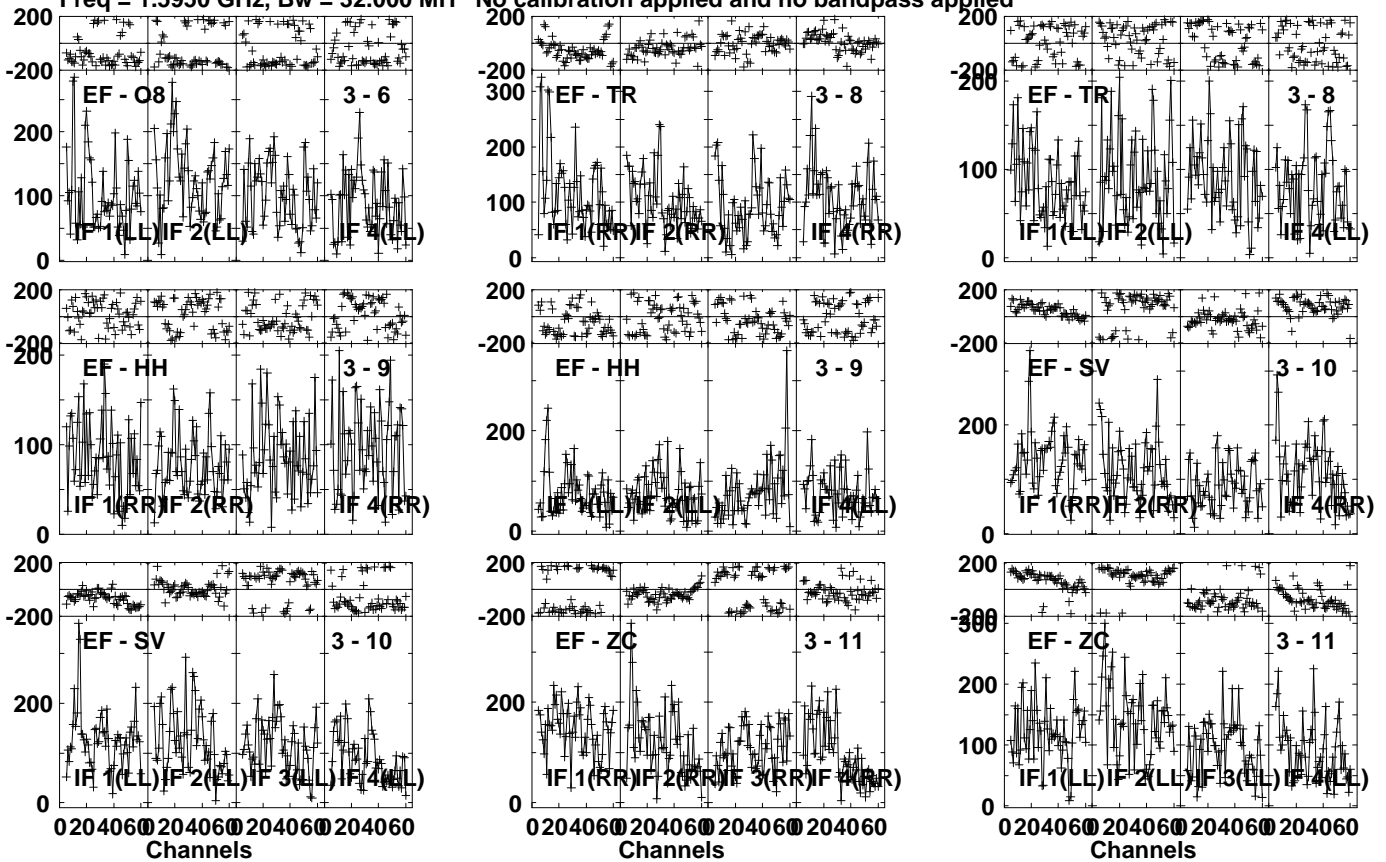 Freq = 1.5950 GHz, Bw = 32.000 MH No calibration applied and no bandpass applied
200 200 200
-200 -200 -200
EF - O8 3 - 6 EF - TR 3 - 8 EF - TR 3 - 8
300 200
200 200 150
100 100 100
50
IF 1(LL) IF 2(LL) IF 4(LL) IF 1(RR) IF 2(RR) IF 4(RR) IF 1(LL) IF 2(LL) IF 4(LL)
0 0 0
200 200 200
-200 -200 -200
200
EF - HH 3 - 9 EF - HH 3 - 9 EF - SV 3 - 10
100 200 200
IF 1(RR) IF 2(RR) IF 4(RR) IF 1(LL) IF 2(LL) IF 4(LL) IF 1(RR) IF 2(RR) IF 4(RR)
0 0 0
200 200 200
-200 -200 -200
300
EF - SV 3 - 10 EF - ZC 3 - 11 EF - ZC 3 - 11
200 200 200
100
IF 1(LL) IF 2(LL) IF 3(LL) IF 4(LL) IF 1(RR) IF 2(RR) IF 3(RR) IF 4(RR) IF 1(LL) IF 2(LL) IF 3(LL) IF 4(LL)
0 0 0
0 20 40 60 0 20 40 60 0 20 40 60 0 20 40 60 0 20 40 60 0 20 40 60 0 20 40 60 0 20 40 60 0 20 40 60 0 20 40 60 0 20 40 60 0 20 40 60
Channels Channels Channels